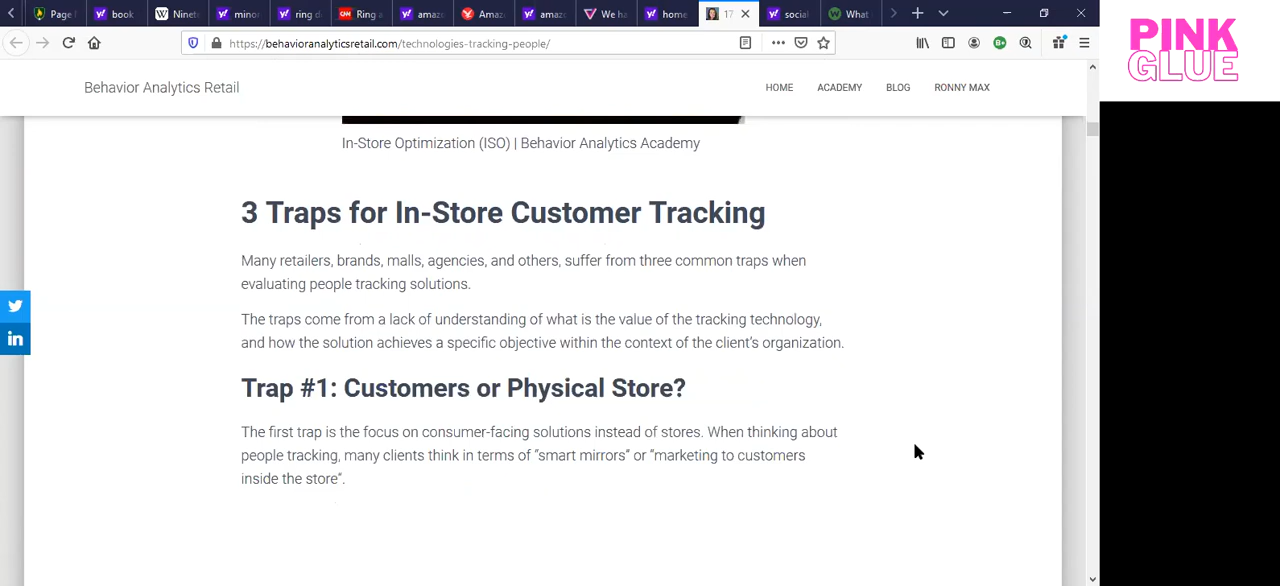 Page
book
Ninet
minor
ring d
CNN Ring a
amaz
Amaz
amaz
We ha
home
17
social
What
https://behavioranalyticsretail.com/technologies-tracking-people/
PINK
GLUE
Behavior Analytics Retail
HOME
ACADEMY
BLOG
RONNY MAX
In-Store Optimization (ISO) | Behavior Analytics Academy
3 Traps for In-Store Customer Tracking
Many retailers, brands, malls, agencies, and others, suffer from three common traps when
evaluating people tracking solutions.
The traps come from a lack of understanding of what is the value of the tracking technology,
and how the solution achieves a specific objective within the context of the client's organization.
in
Trap #1: Customers or Physical Store?
The first trap is the focus on consumer-facing solutions instead of stores. When thinking about
people tracking, many clients think in terms of “smart mirrors” or “marketing to customers
inside the store“.